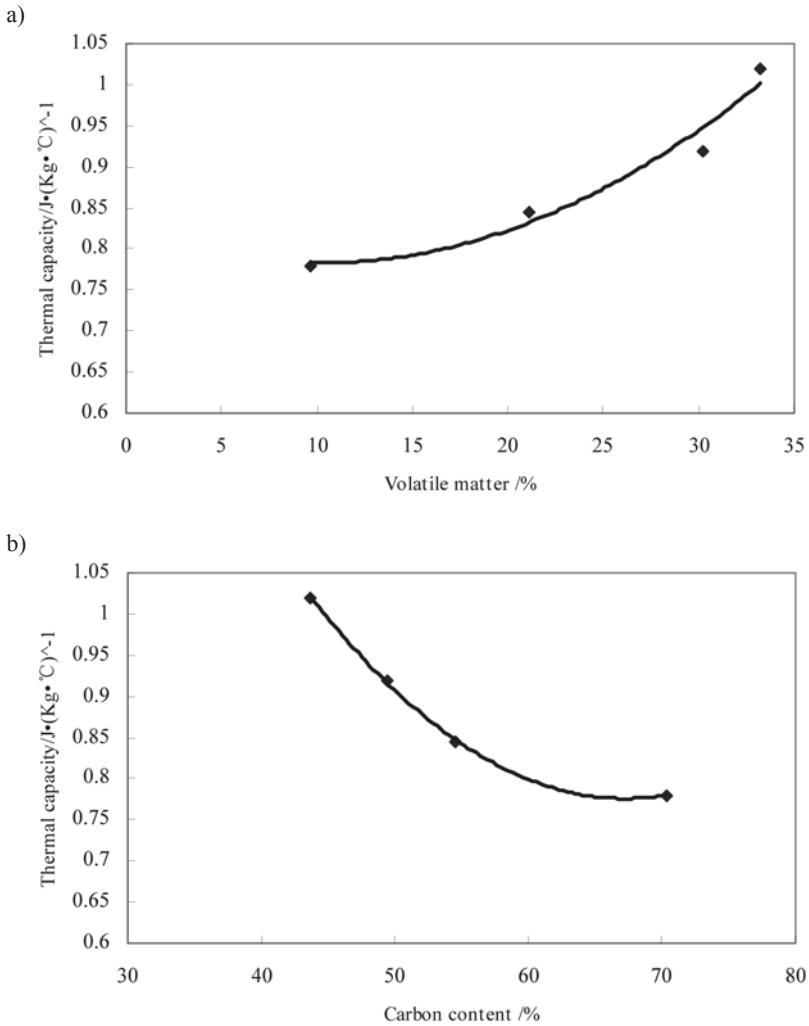 a)
1.05
1
0.95
0.9
0.85
0.8
0.75
0.7
0.65
0.6
Thermal capacity/J•(Kg•℃)^-1
0 5 10 15 20 25 30 35
Volatile matter /%
b)
1.05
1
0.95
0.9
0.85
0.8
0.75
0.7
0.65
0.6
Thermal capacity/J•(Kg•℃)^-1
30 40 50 60 70 80
Carbon content /%